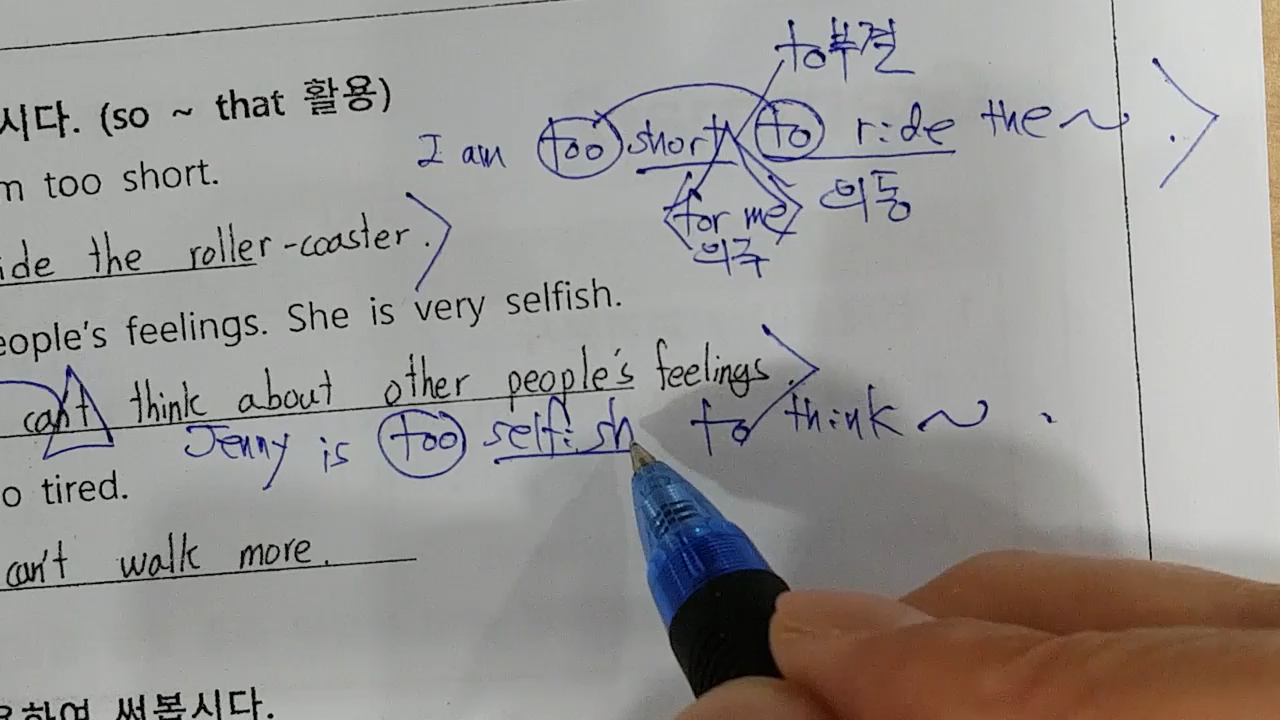 to부결
시다. (so ~ that 활용)
I am too short to ride the ~ .
m too short.
for me
의주
의동
ide the roller-coaster.
eople's feelings. She is very selfish.
can't think about other people's feelings.
Jenny is too selfish to think ~ .
o tired.
can't walk more.
하여 써봅시다.